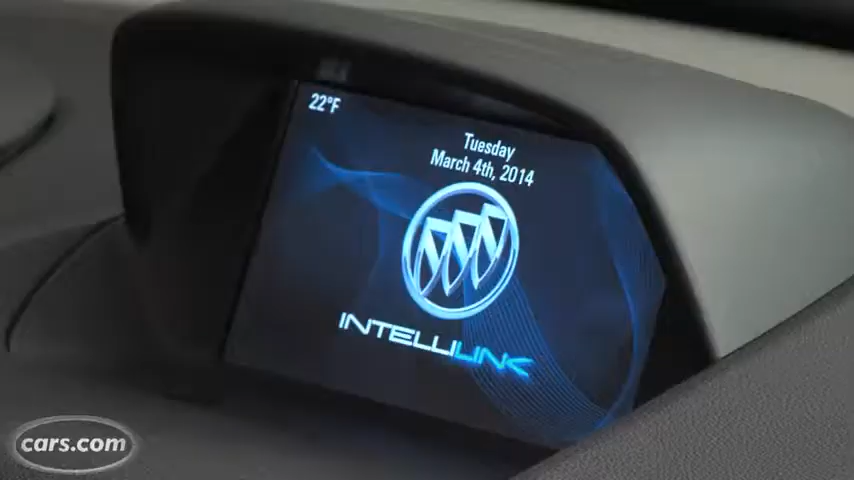 22°F
Tuesday
March 4th, 2014
INTELLILINK
cars.com